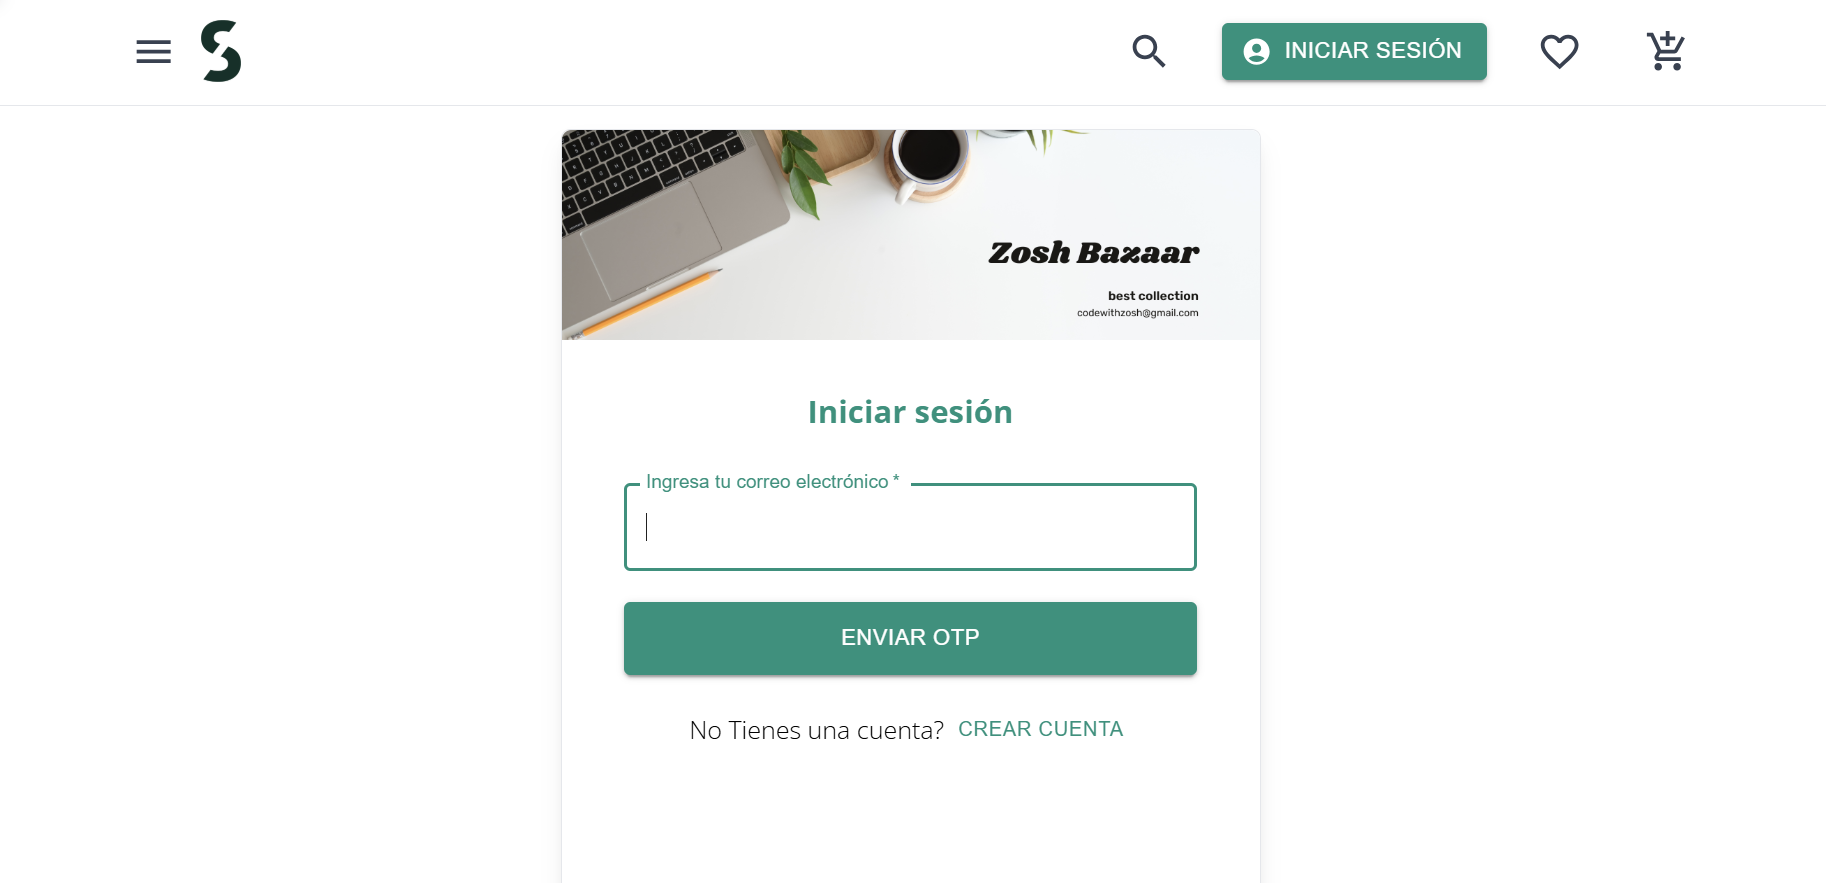 INICIAR SESIÓN
Zosh Bazaar
best collection
codewithzosh@gmail.com
Iniciar sesión
Ingresa tu correo electrónico *
ENVIAR OTP
No Tienes una cuenta? CREAR CUENTA